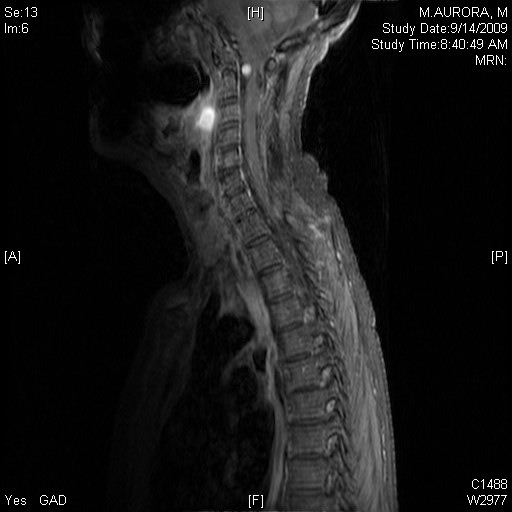 Se:13
Im:6
[H]
M.AURORA, M
Study Date:9/14/2009
Study Time:8:40:49 AM
MRN:
[A]
[P]
Yes GAD
[F]
C1488
W2977